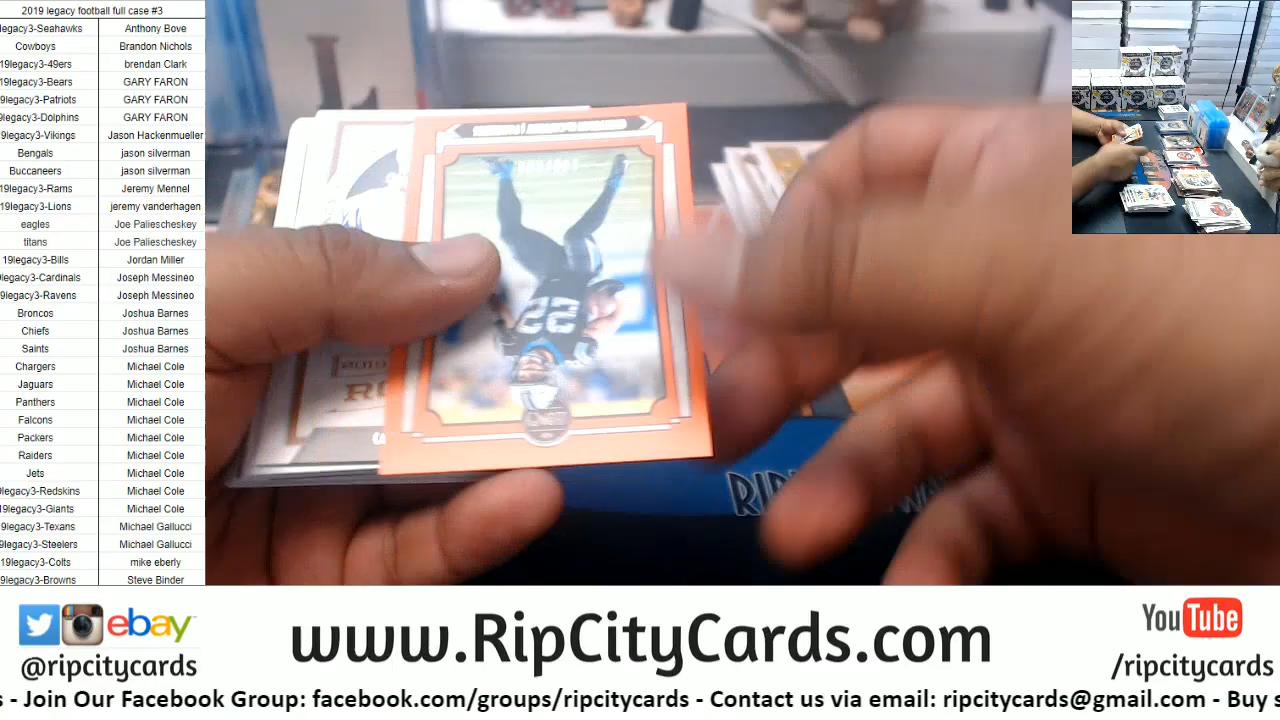 2019 legacy football full case #3
legacy3-Seahawks Anthony Bove
Cowboys Brandon Nichols
19legacy3-49ers brendan Clark
9legacy3-Bears GARY FARON
9legacy3-Patriots GARY FARON
9legacy3-Dolphins GARY FARON
9legacy3-Vikings Jason Hackenmueller
Bengals jason silverman
Buccaneers jason silverman
9legacy3-Rams Jeremy Mennel
9legacy3-Lions jeremy vanderhagen
eagles Joe Paliescheskey
titans Joe Paliescheskey
19legacy3-Bills Jordan Miller
9legacy3-Cardinals Joseph Messineo
9legacy3-Ravens Joseph Messineo
Broncos Joshua Barnes
Chiefs Joshua Barnes
Saints Joshua Barnes
Chargers Michael Cole
Jaguars Michael Cole
Panthers Michael Cole
Falcons Michael Cole
Packers Michael Cole
Raiders Michael Cole
Jets Michael Cole
9legacy3-Redskins Michael Cole
9legacy3-Giants Michael Cole
9legacy3-Texans Michael Gallucci
9legacy3-Steelers Michael Gallucci
19legacy3-Colts mike eberly
9legacy3-Browns Steve Binder
22
ebay
@ripcitycards
www.RipCityCards.com
YouTube
/ripcitycards
s - Join Our Facebook Group: facebook.com/groups/ripcitycards - Contact us via email: ripcitycards@gmail.com - Buy s